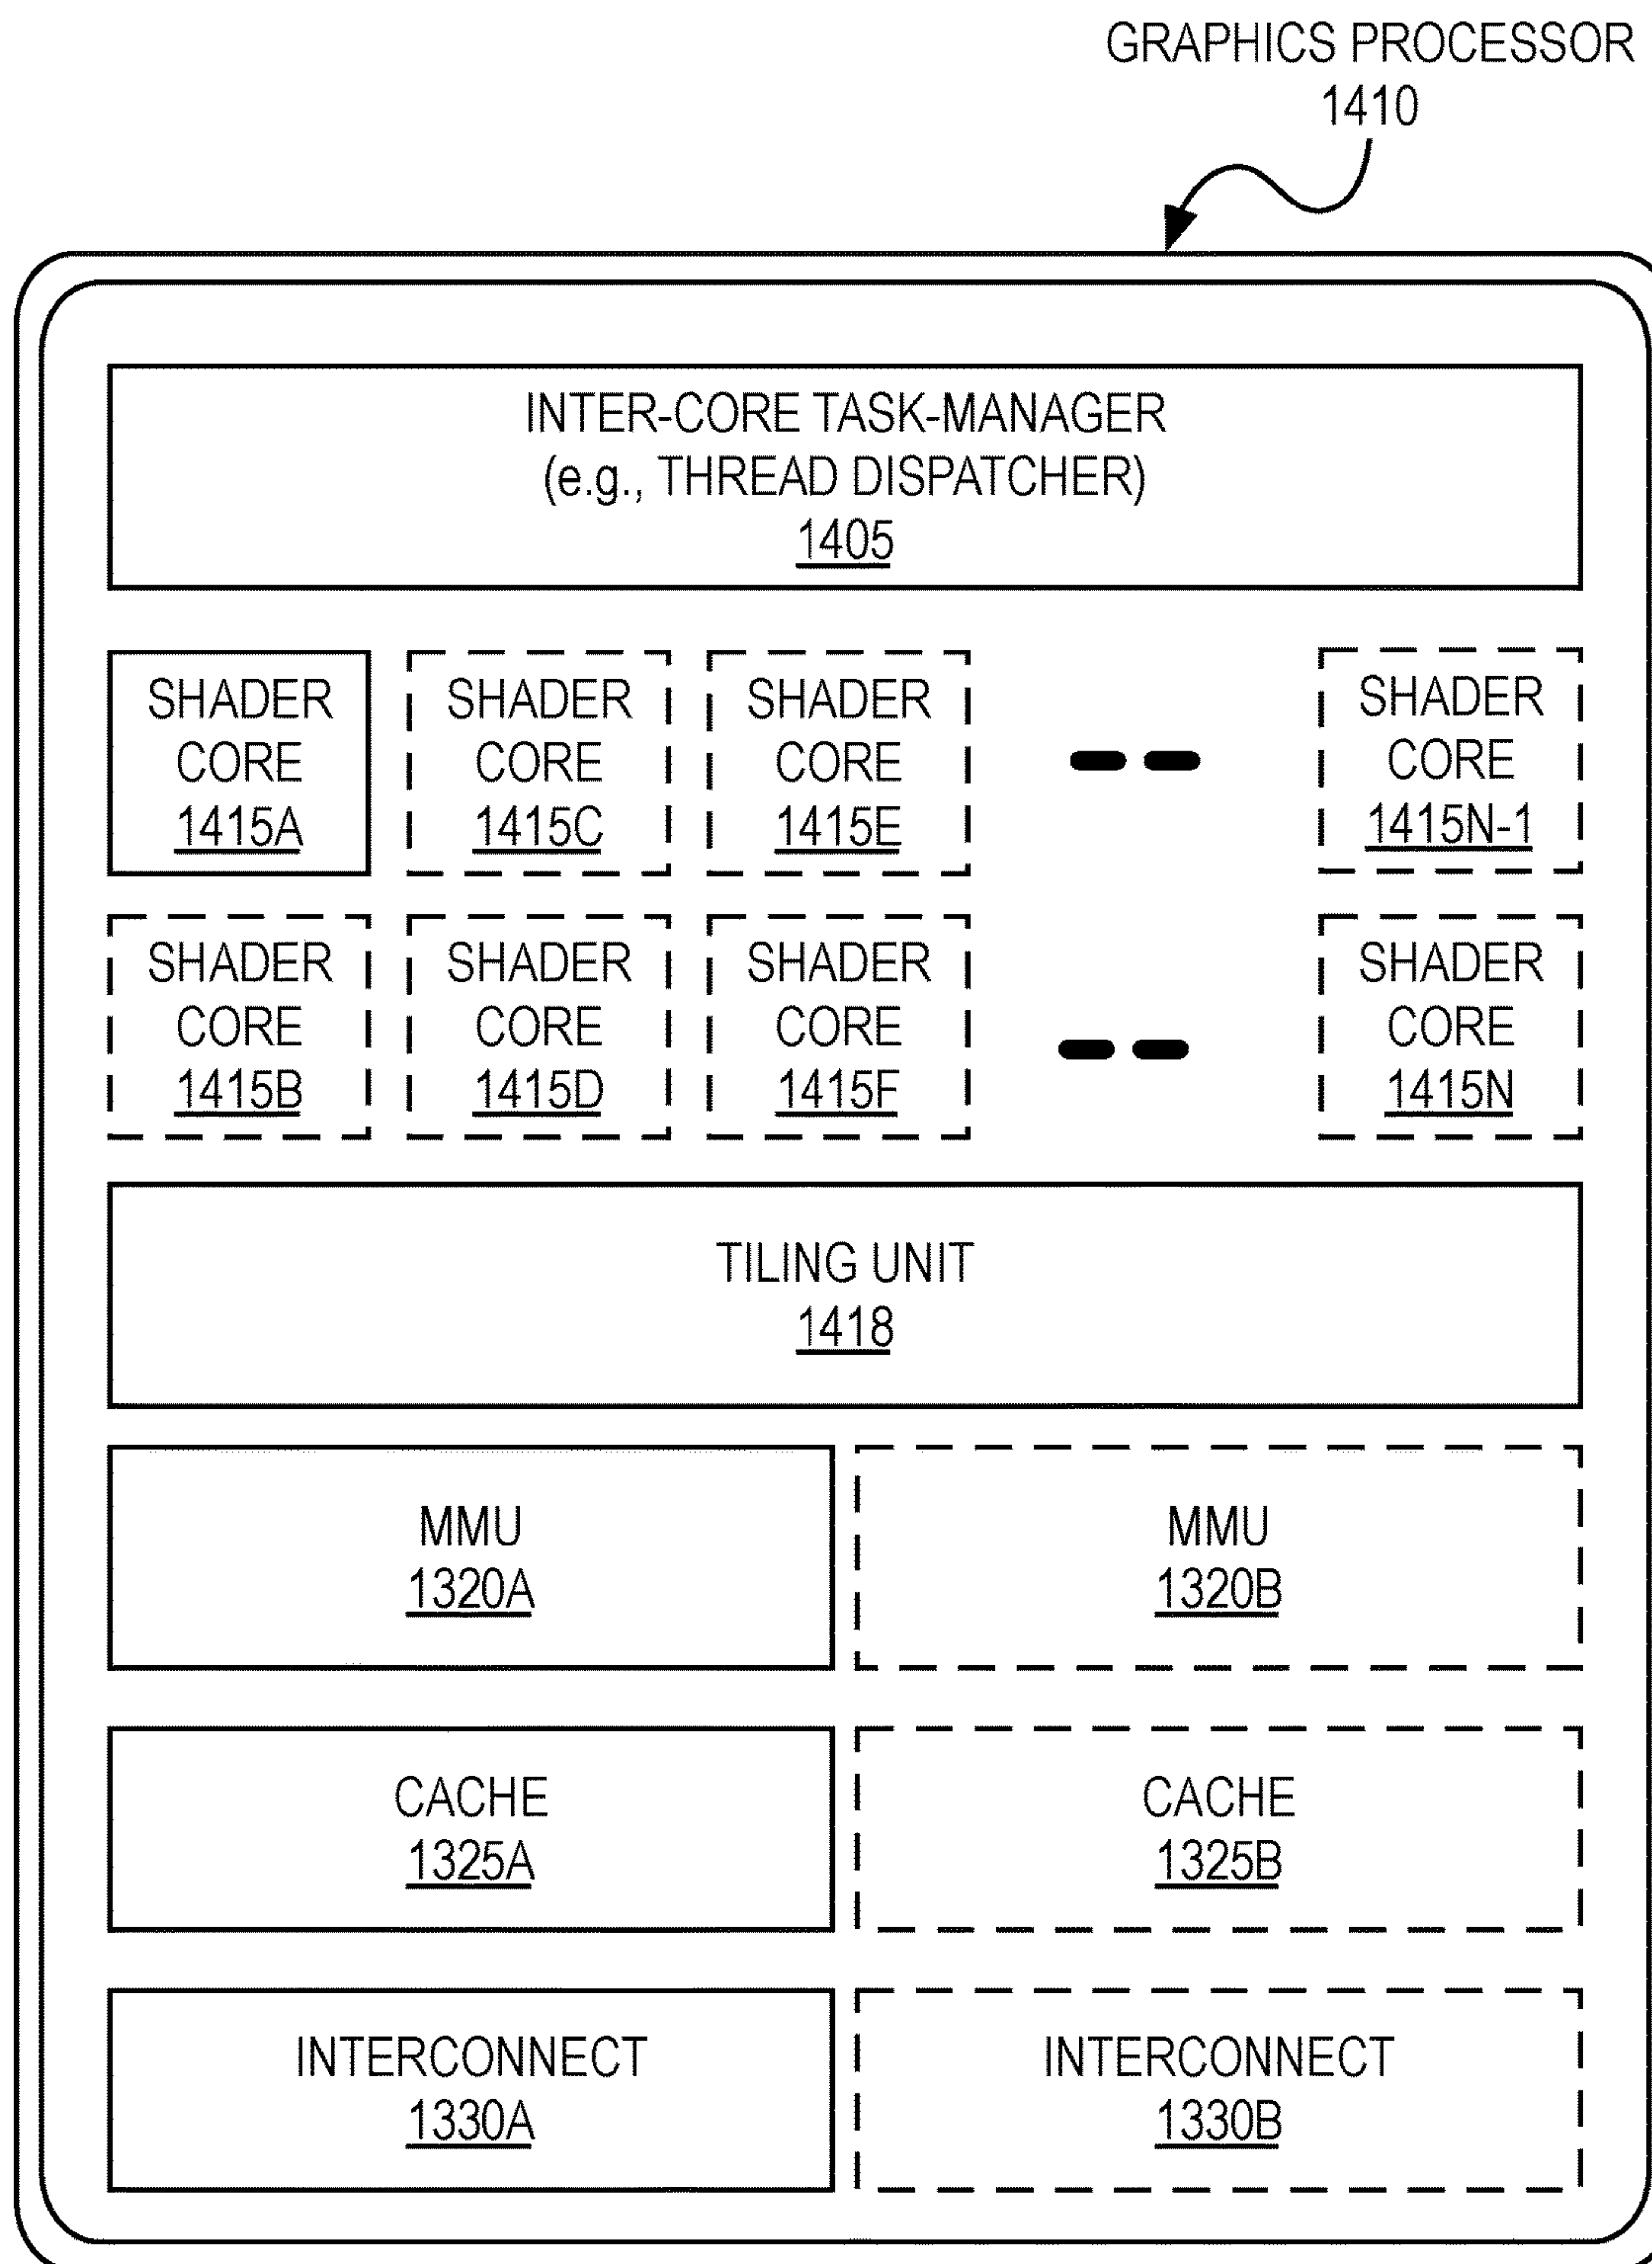 GRAPHICS PROCESSOR
1410
INTER-CORE TASK-MANAGER
(e.g., THREAD DISPATCHER)
1405
SHADER
CORE
1415A
SHADER
CORE
1415C
SHADER
CORE
1415E
SHADER
CORE
1415N-1
SHADER
CORE
1415B
SHADER
CORE
1415D
SHADER
CORE
1415F
SHADER
CORE
1415N
TILING UNIT
1418
MMU
1320A
MMU
1320B
CACHE
1325A
CACHE
1325B
INTERCONNECT
1330A
INTERCONNECT
1330B